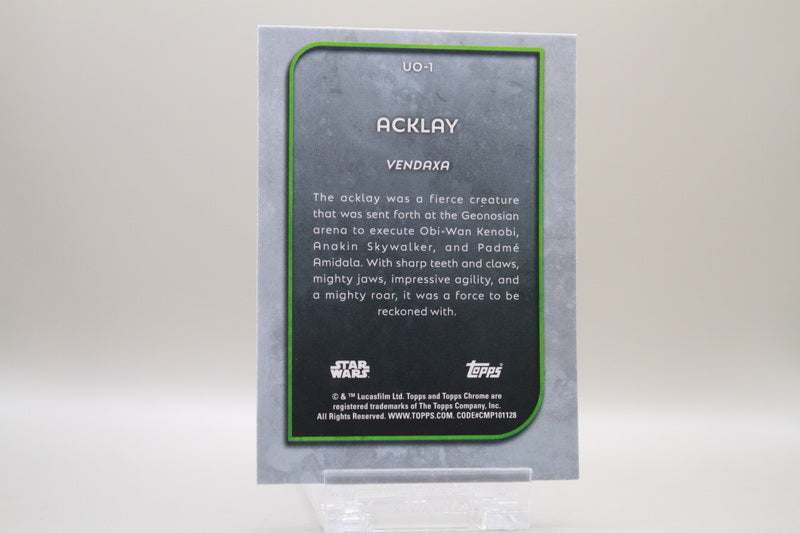 UO-1
ACKLAY
VENDAXA
The acklay was a fierce creature
that was sent forth at the Geonosian
arena to execute Obi-Wan Kenobi,
Anakin Skywalker, and Padmé
Amidala. With sharp teeth and claws,
mighty jaws, impressive agility, and
a mighty roar, it was a force to be
reckoned with.
STAR WARS
Topps
© & ™ Lucasfilm Ltd. Topps and Topps Chrome are
registered trademarks of The Topps Company, Inc.
All Rights Reserved. WWW.TOPPS.COM. CODE#CMP101128